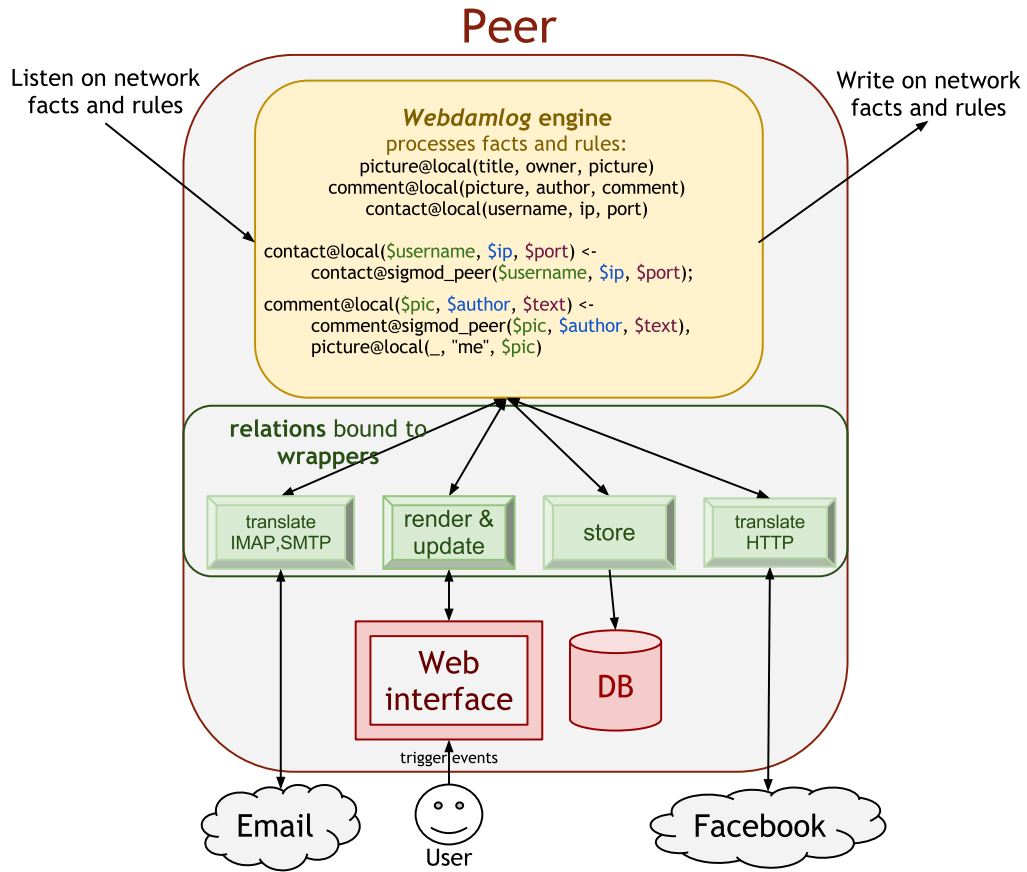 Peer
Listen on network
facts and rules
Write on network
facts and rules
Webdamlog engine
processes facts and rules:
picture@local(title, owner, picture)
comment@local(picture, author, comment)
contact@local(username, ip, port)
contact@local($username, $ip, $port) <-
contact@sigmod_peer($username, $ip, $port);
comment@local($pic, $author, $text) <-
comment@sigmod_peer($pic, $author, $text),
picture@local(_, "me", $pic)
relations bound to
wrappers
translate
IMAP,SMTP
render &
update
store
translate
HTTP
Web
interface
DB
trigger events
Email
User
Facebook